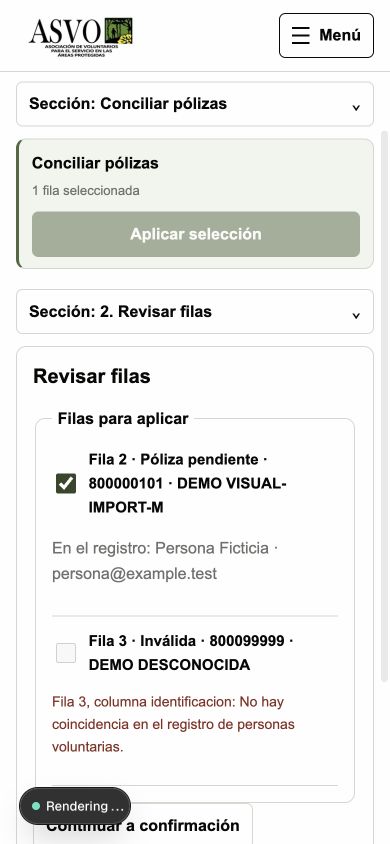 ASVO
ASOCIACIÓN DE VOLUNTARIOS
PARA EL SERVICIO EN LAS
ÁREAS PROTEGIDAS
Menú
Sección: Conciliar pólizas
Conciliar pólizas
1 fila seleccionada
Aplicar selección
Sección: 2. Revisar filas
Revisar filas
Filas para aplicar
Fila 2 · Póliza pendiente ·
800000101 · DEMO VISUAL-
IMPORT-M
En el registro: Persona Ficticia ·
persona@example.test
Fila 3 · Inválida · 800099999 ·
DEMO DESCONOCIDA
Fila 3, columna identificacion: No hay
coincidencia en el registro de personas
voluntarias.
Rendering ...
Continuar a confirmación